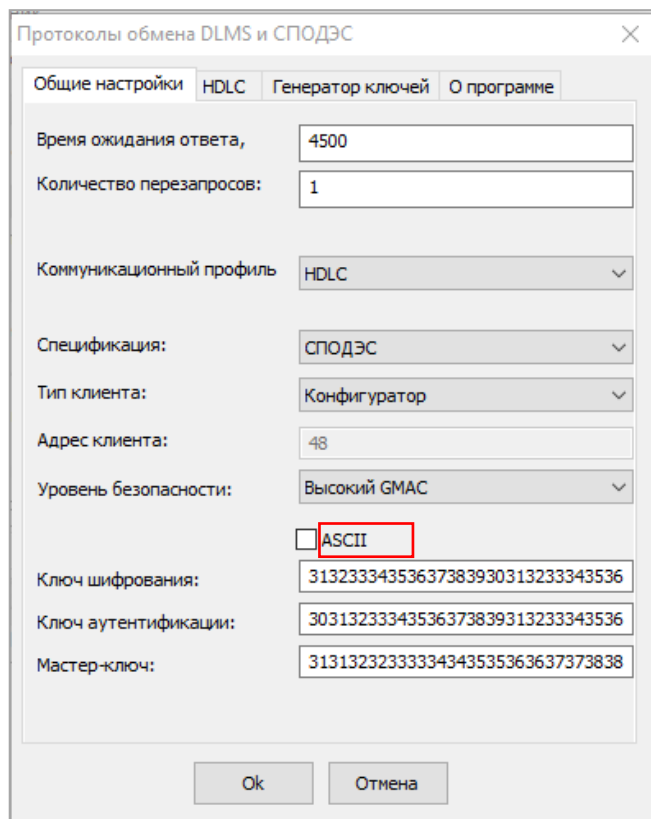 Протоколы обмена DLMS и СПОДЭС
Общие настройки HDLC Генератор ключей О программе
Время ожидания ответа, 4500
Количество перезапросов: 1
Коммуникационный профиль HDLC
Спецификация: СПОДЭС
Тип клиента: Конфигуратор
Адрес клиента: 48
Уровень безопасности: Высокий GMAC
ASCII
Ключ шифрования: 31323334353637383930313233343536
Ключ аутентификации: 30313233343536373839313233343536
Мастер-ключ: 31313232333334343535363637373838
Ok Отмена